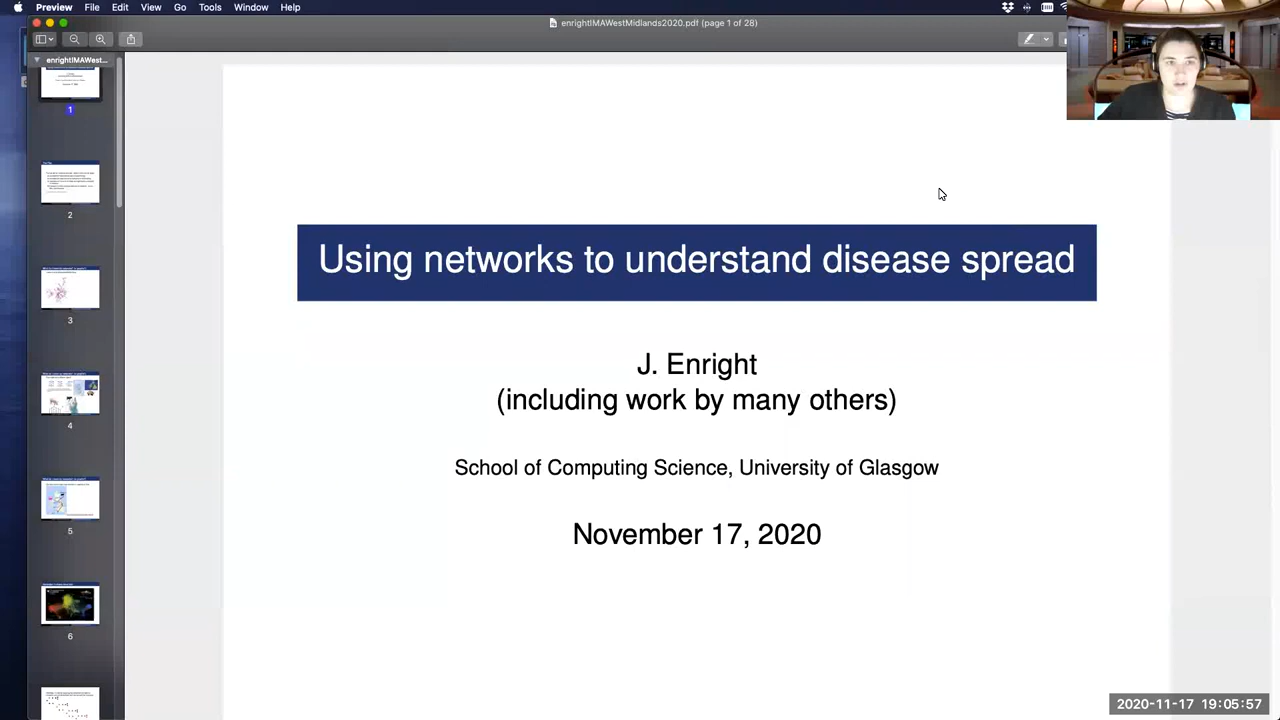 Preview File Edit View Go Tools Window Help
enrightIMAWestMidlands2020.pdf (page 1 of 28)
enrightIMAWest...
1
2
3
4
5
6
Using networks to understand disease spread
J. Enright
(including work by many others)
School of Computing Science, University of Glasgow
November 17, 2020
2020-11-17 19:05:57